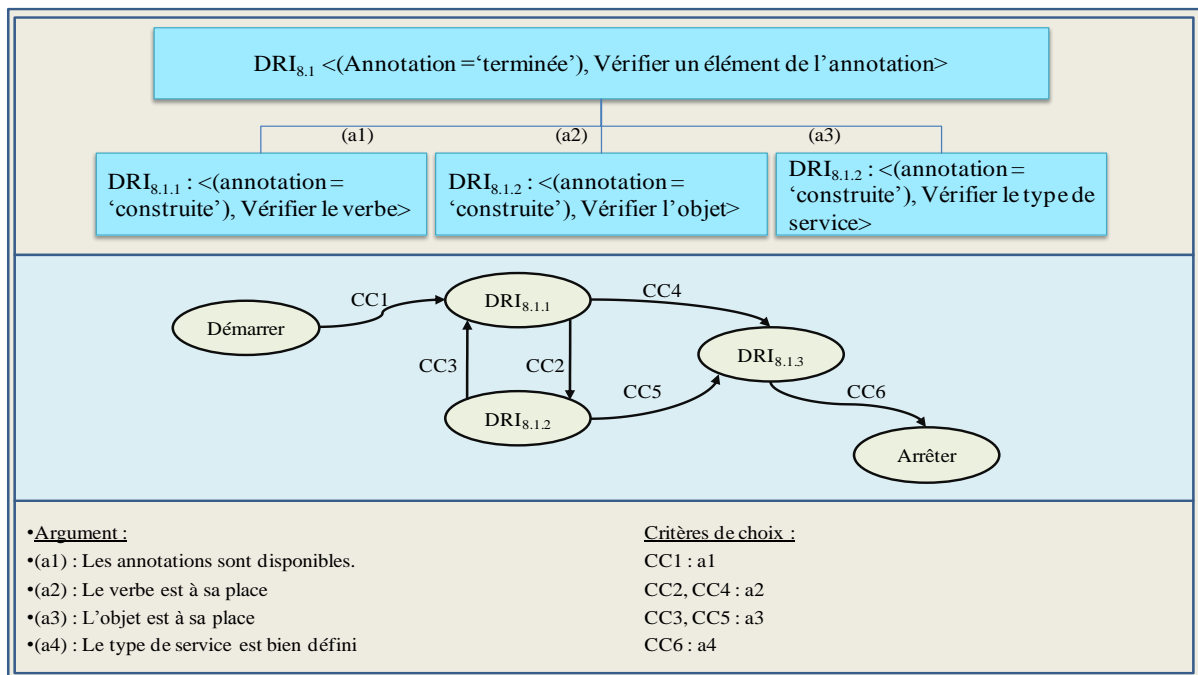 DRI8.1 <(Annotation =‘terminée’), Vérifier un élément de l’annotation>
(a1)
(a2)
(a3)
DRI8.1.1 : <(annotation =
‘construite’), Vérifier le verbe>
DRI8.1.2 : <(annotation =
‘construite’), Vérifier l’objet>
DRI8.1.2 : <(annotation =
‘construite’), Vérifier le type de
service>
Démarrer
CC1
DRI8.1.1
CC4
CC3
CC2
DRI8.1.3
DRI8.1.2
CC5
CC6
Arrêter
•Argument :
•(a1) : Les annotations sont disponibles.
•(a2) : Le verbe est à sa place
•(a3) : L’objet est à sa place
•(a4) : Le type de service est bien défini
Critères de choix :
CC1 : a1
CC2, CC4 : a2
CC3, CC5 : a3
CC6 : a4